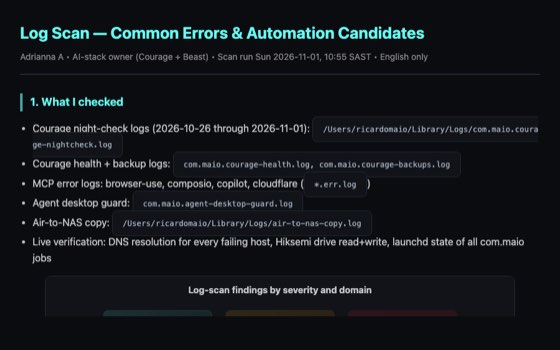 Log Scan — Common Errors & Automation Candidates
Adrianna A • AI-stack owner (Courage + Beast) • Scan run Sun 2026-11-01, 10:55 SAST • English only
1. What I checked
• Courage night-check logs (2026-10-26 through 2026-11-01): /Users/ricardomaio/Library/Logs/com.maio.coura
ge-nightcheck.log
• Courage health + backup logs: com.maio.courage-health.log, com.maio.courage-backups.log
• MCP error logs: browser-use, composio, copilot, cloudflare ( *.err.log )
• Agent desktop guard: com.maio.agent-desktop-guard.log
• Air-to-NAS copy: /Users/ricardomaio/Library/Logs/air-to-nas-copy.log
• Live verification: DNS resolution for every failing host, Hiksemi drive read+write, launchd state of all com.maio
jobs
Log-scan findings by severity and domain